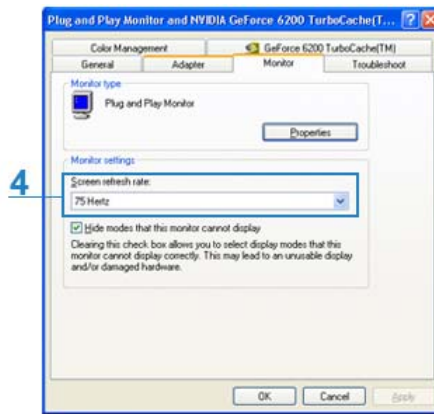 Plug and Play Monitor and NVIDIA GeForce 6200 TurboCache(T...
Color Management
GeForce 6200 TurboCache(TM)
General
Adapter
Monitor
Troubleshoot
Monitor type
Plug and Play Monitor
Properties
Monitor settings
4
Screen refresh rate:
75 Hertz
Hide modes that this monitor cannot display
Clearing this check box allows you to select display modes that this
monitor cannot display correctly. This may lead to an unusable display
and/or damaged hardware.
OK
Cancel
Apply